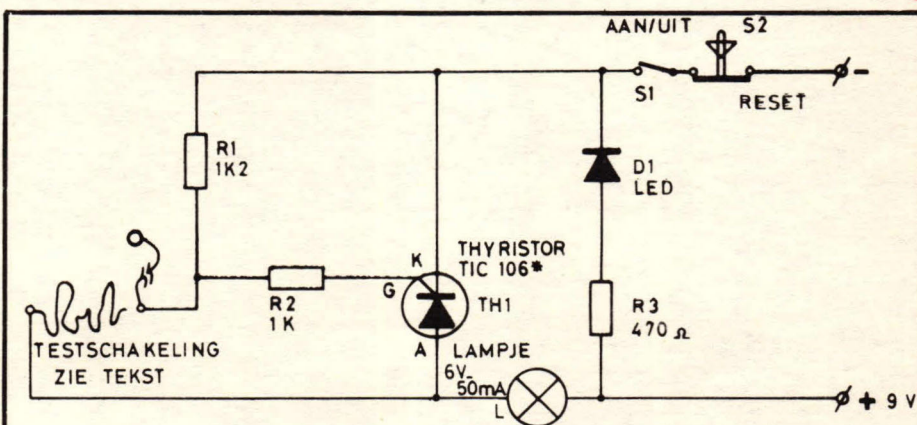 AAN/UIT S2
S1
RESET
-
R1
1K2
D1
LED
K
THYRISTOR
TIC 106*
G
TH1
R2
1K
R3
470 Ω
A
LAMPJE
6V_
50mA
L
TESTSCHAKELING
ZIE TEKST
+ 9 V